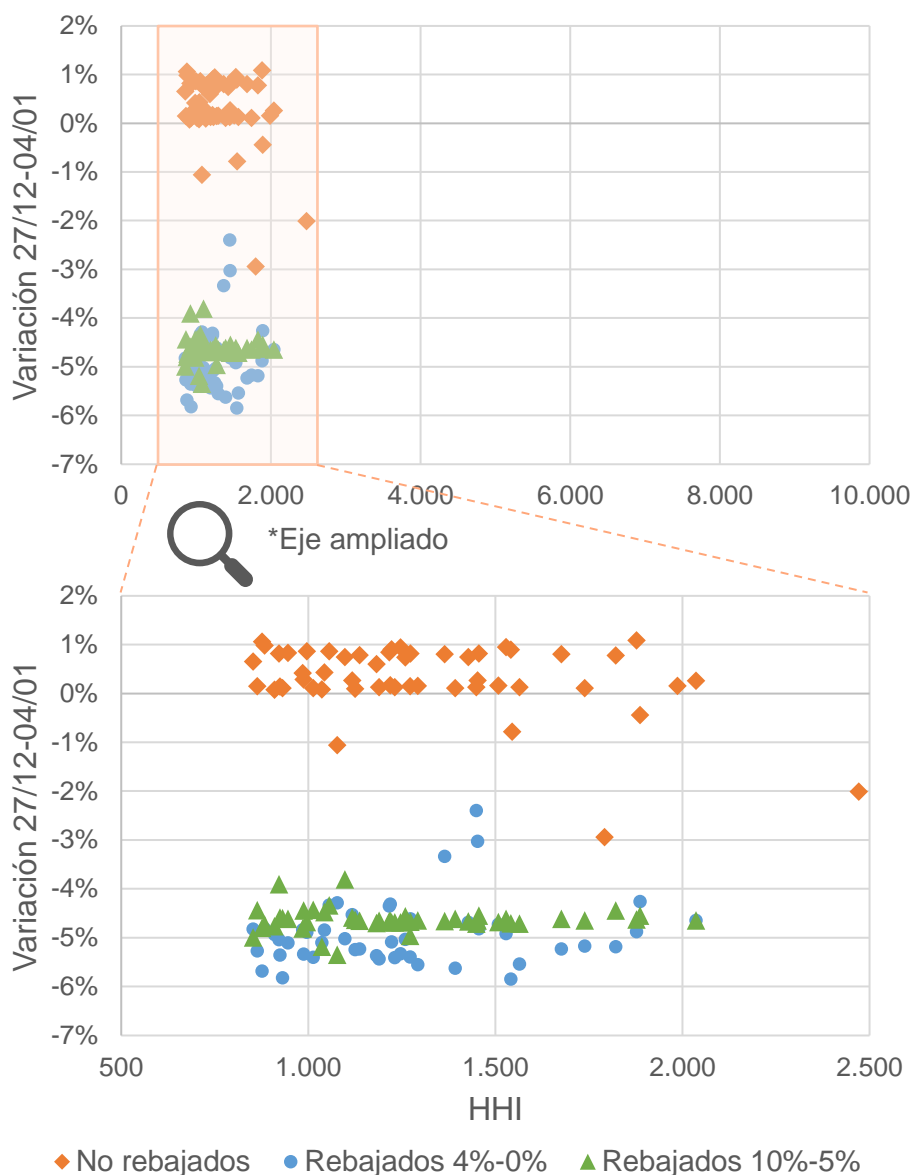 2%
1%
0%
-1%
-2%
-3%
-4%
-5%
-6%
-7%
Variación 27/12-04/01
0 2.000 4.000 6.000 8.000 10.000
*Eje ampliado
2%
1%
0%
-1%
-2%
-3%
-4%
-5%
-6%
-7%
Variación 27/12-04/01
500 1.000 1.500 2.000 2.500
HHI
No rebajados Rebajados 4%-0% Rebajados 10%-5%